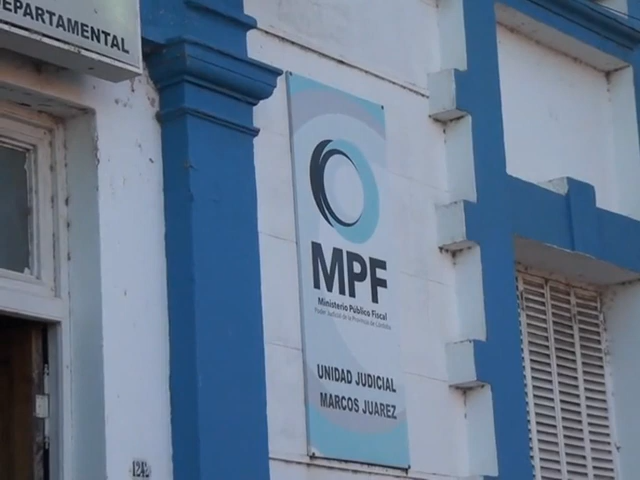 DEPARTAMENTAL
MPF
Ministerio Público Fiscal
Poder Judicial de la Provincia de Córdoba
UNIDAD JUDICIAL
MARCOS JUAREZ